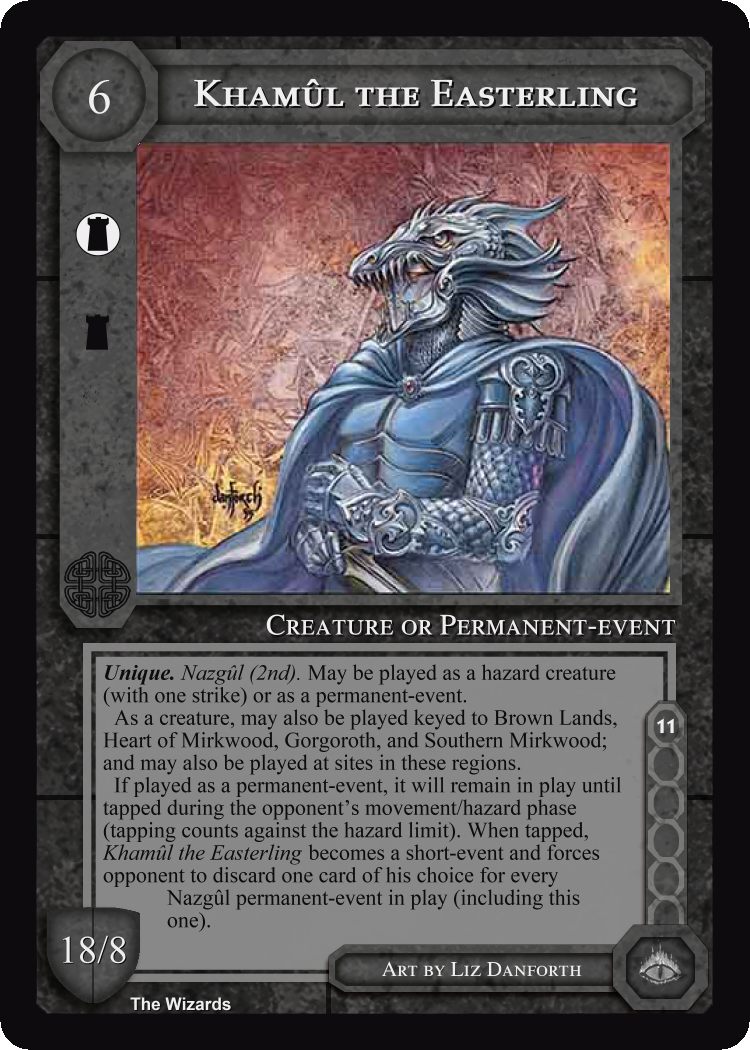 6
Khamûl the Easterling
danforth
95
Creature or Permanent-event
Unique. Nazgûl (2nd). May be played as a hazard creature
(with one strike) or as a permanent-event.
As a creature, may also be played keyed to Brown Lands,
Heart of Mirkwood, Gorgoroth, and Southern Mirkwood;
and may also be played at sites in these regions.
If played as a permanent-event, it will remain in play until
tapped during the opponent’s movement/hazard phase
(tapping counts against the hazard limit). When tapped,
Khamûl the Easterling becomes a short-event and forces
opponent to discard one card of his choice for every
Nazgûl permanent-event in play (including this
one).
11
18/8
Art by Liz Danforth
The Wizards